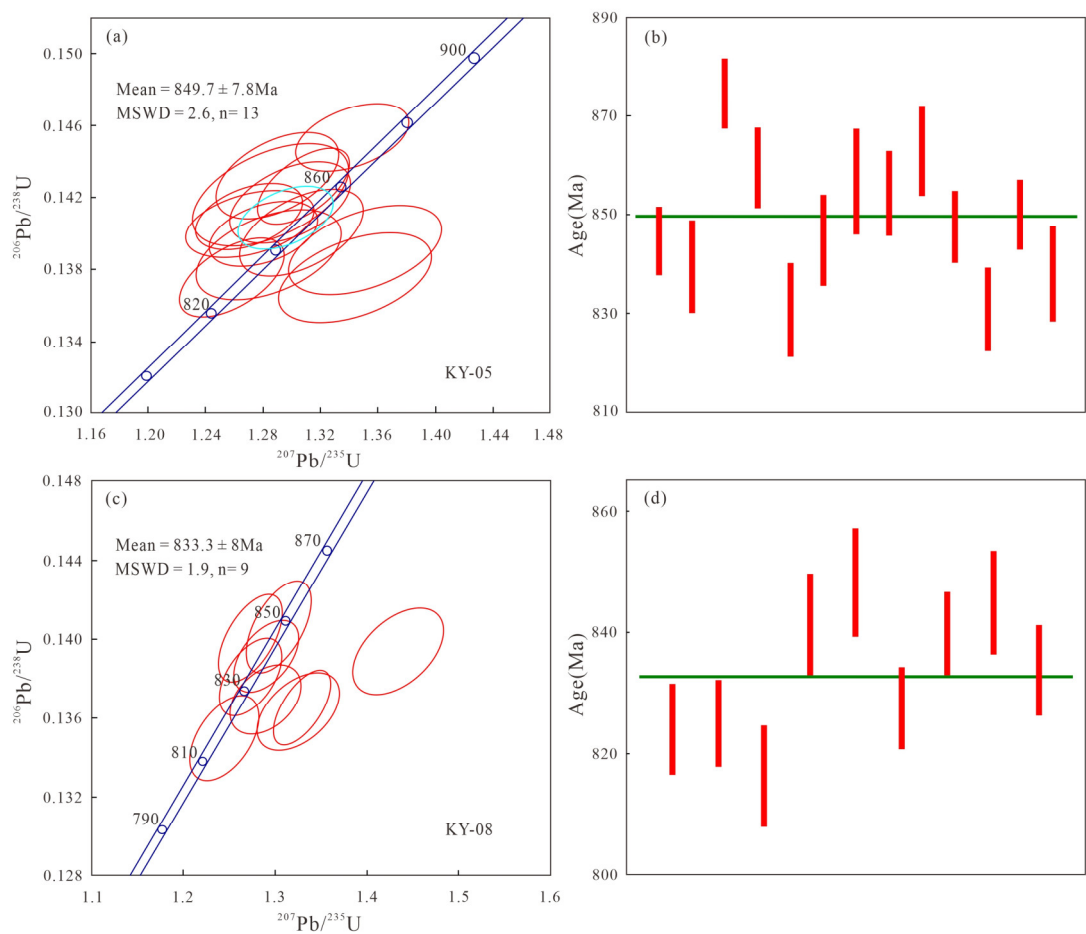 (a)
0.150
0.146
0.142
0.138
0.134
0.130
²⁰⁶Pb/²³⁸U
Mean = 849.7 ± 7.8Ma
MSWD = 2.6, n= 13
900
860
820
KY-05
1.16
1.20
1.24
1.28
1.32
1.36
1.40
1.44
1.48
²⁰⁷Pb/²³⁵U
(b)
890
870
850
830
810
Age(Ma)
(c)
0.148
0.144
0.140
0.136
0.132
0.128
²⁰⁶Pb/²³⁸U
Mean = 833.3 ± 8Ma
MSWD = 1.9, n= 9
870
850
830
810
790
KY-08
1.1
1.2
1.3
1.4
1.5
1.6
²⁰⁷Pb/²³⁵U
(d)
860
840
820
800
Age(Ma)